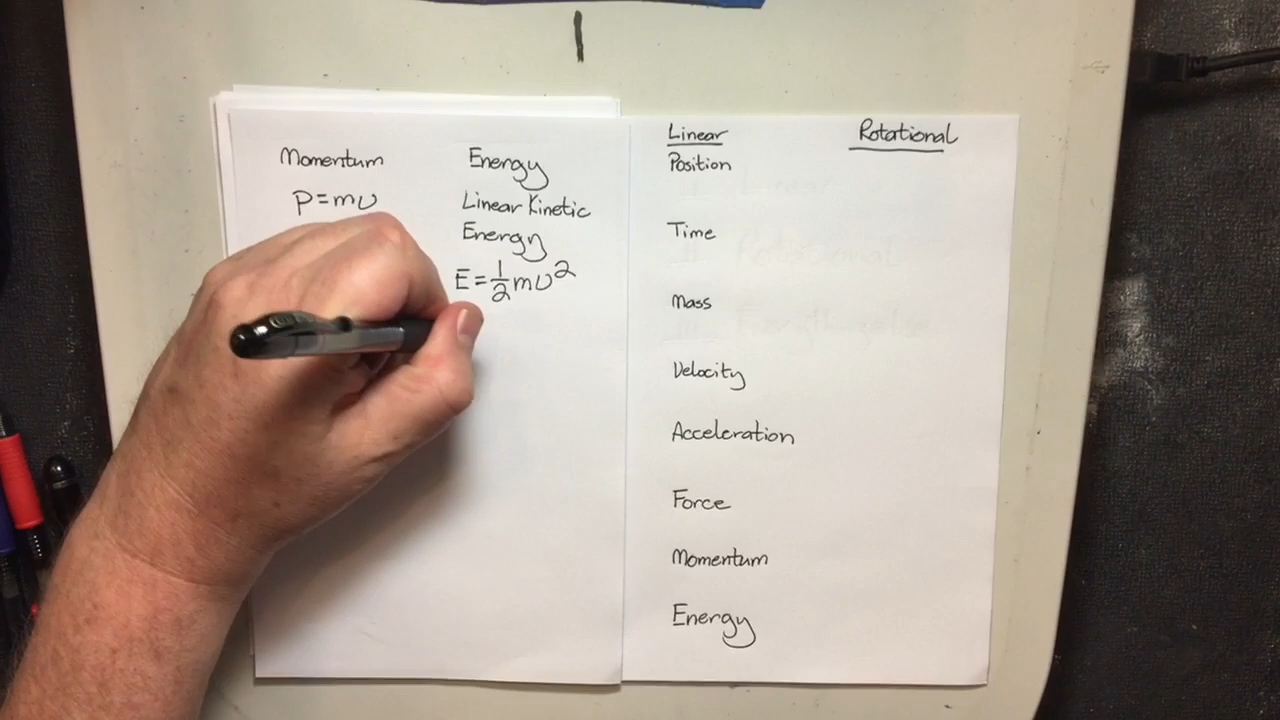 Momentum
P=mv
Energy
Linear Kinetic
Energy
E=1/2mv²
Linear
Position
Time
Mass
Velocity
Acceleration
Force
Momentum
Energy
Rotational